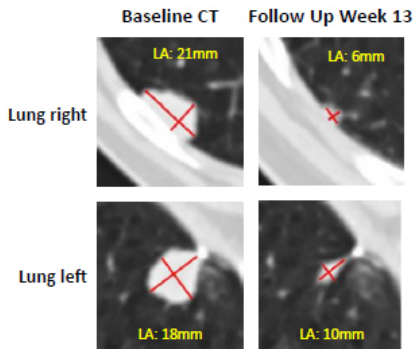 Baseline CT
Follow Up Week 13
Lung right
LA: 21mm
LA: 6mm
Lung left
LA: 18mm
LA: 10mm